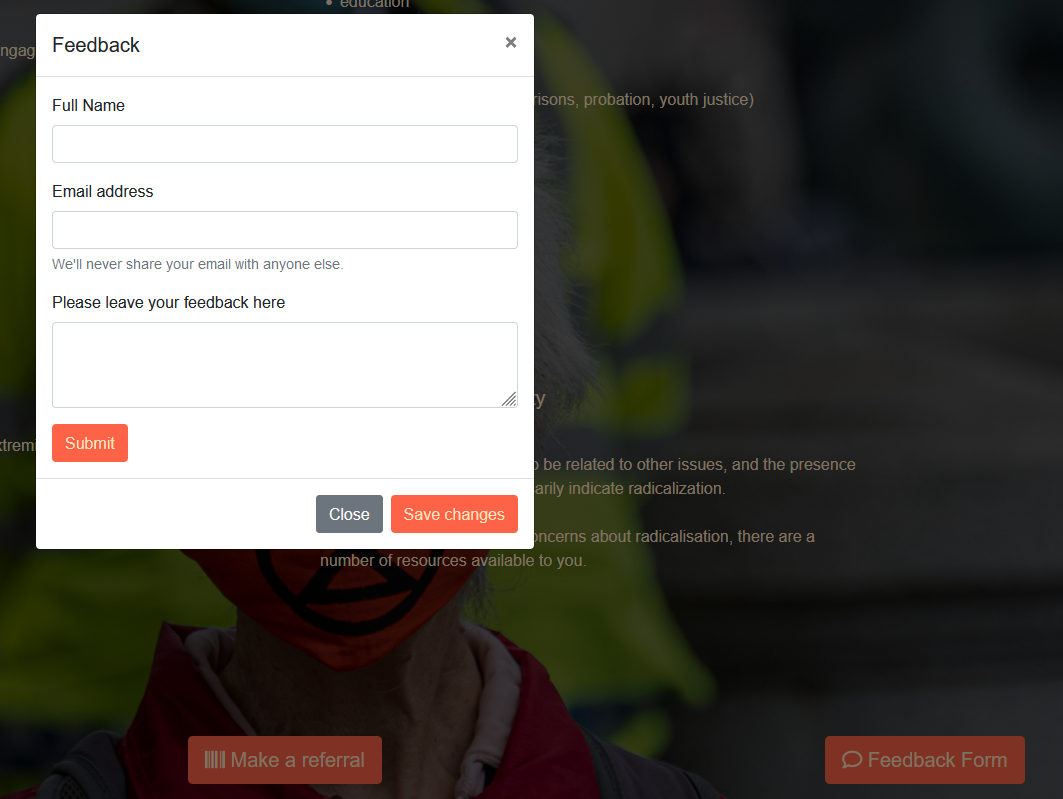 education
Feedback
×
ngag
Full Name
risons, probation, youth justice)
Email address
We'll never share your email with anyone else.
Please leave your feedback here
y
xtremi
Submit
o be related to other issues, and the presence
arily indicate radicalization.
Close
Save changes
oncerns about radicalisation, there are a
number of resources available to you.
Make a referral
Feedback Form